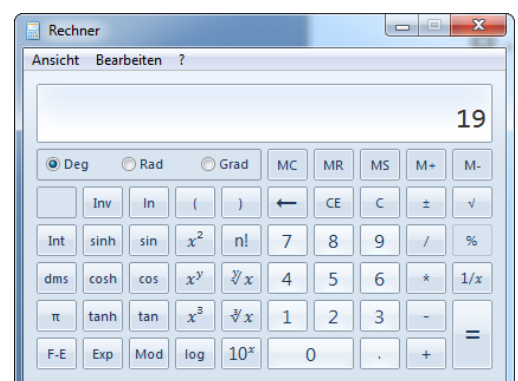 Rechner
Ansicht Bearbeiten ?
19
Deg Rad Grad MC MR MS M+ M-
Inv ln ( ) ← CE C ± √
Int sinh sin x² n! 7 8 9 / %
dms cosh cos xʸ ʸ√x 4 5 6 * 1/x
π tanh tan x³ ³√x 1 2 3 - =
F-E Exp Mod log 10ˣ 0 . +